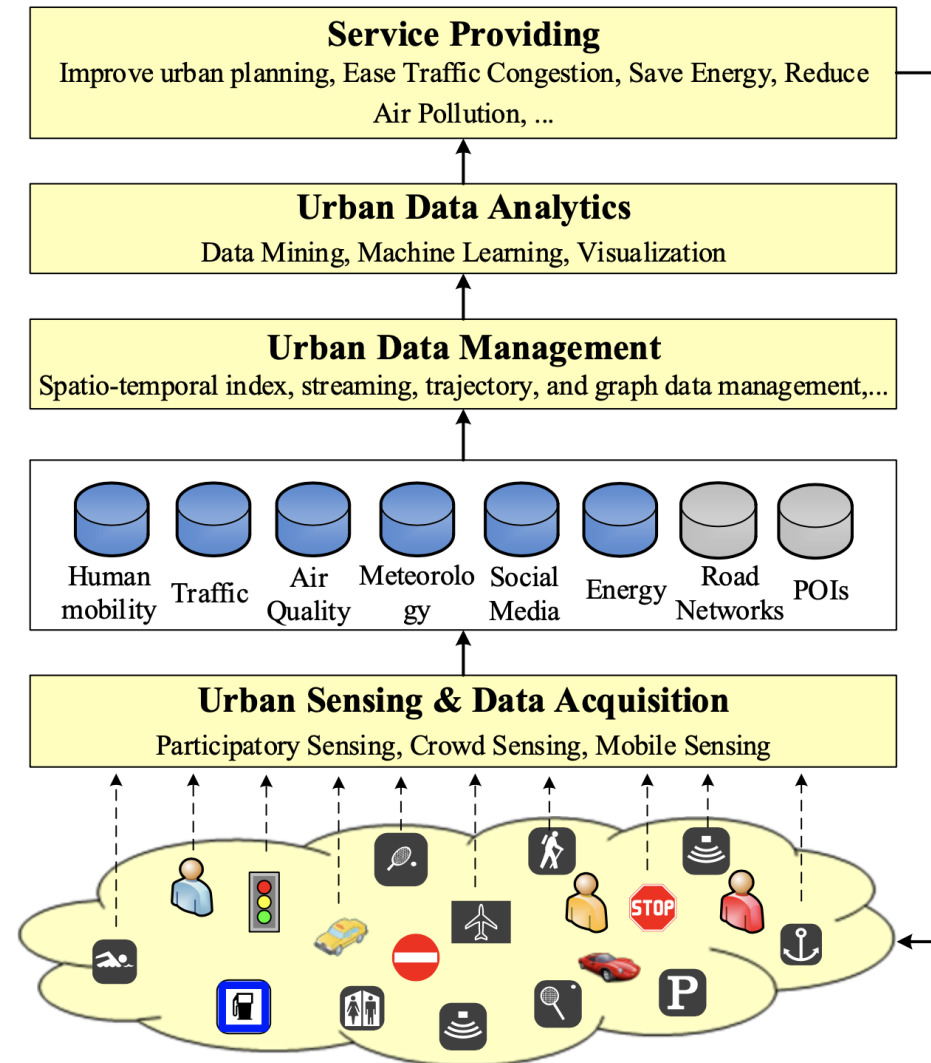 Service Providing
Improve urban planning, Ease Traffic Congestion, Save Energy, Reduce
Air Pollution, ...
Urban Data Analytics
Data Mining, Machine Learning, Visualization
Urban Data Management
Spatio-temporal index, streaming, trajectory, and graph data management,...
Human
mobility
Traffic
Air
Quality
Meteorolo
gy
Social
Media
Energy
Road
Networks
POIs
Urban Sensing & Data Acquisition
Participatory Sensing, Crowd Sensing, Mobile Sensing
STOP
P